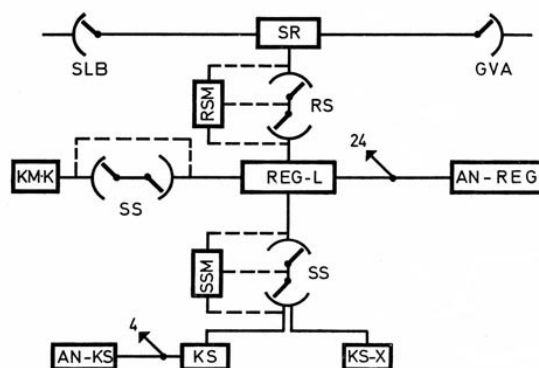 SR
SLB
GVA
RSM
RS
24
KM-K
REG-L
AN-REG
SS
SSM
SS
4
AN-KS
KS
KS-X